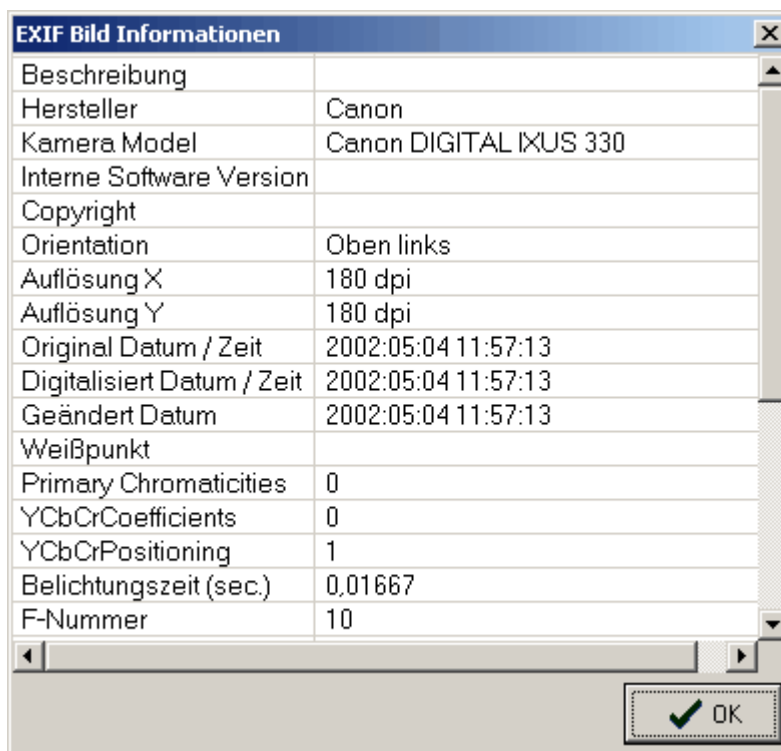 EXIF Bild Informationen
Beschreibung
Hersteller Canon
Kamera Model Canon DIGITAL IXUS 330
Interne Software Version
Copyright
Orientation Oben links
Auflösung X 180 dpi
Auflösung Y 180 dpi
Original Datum / Zeit 2002:05:04 11:57:13
Digitalisiert Datum / Zeit 2002:05:04 11:57:13
Geändert Datum 2002:05:04 11:57:13
Weißpunkt
Primary Chromaticities 0
YCbCrCoefficients 0
YCbCrPositioning 1
Belichtungszeit (sec.) 0,01667
F-Nummer 10
OK